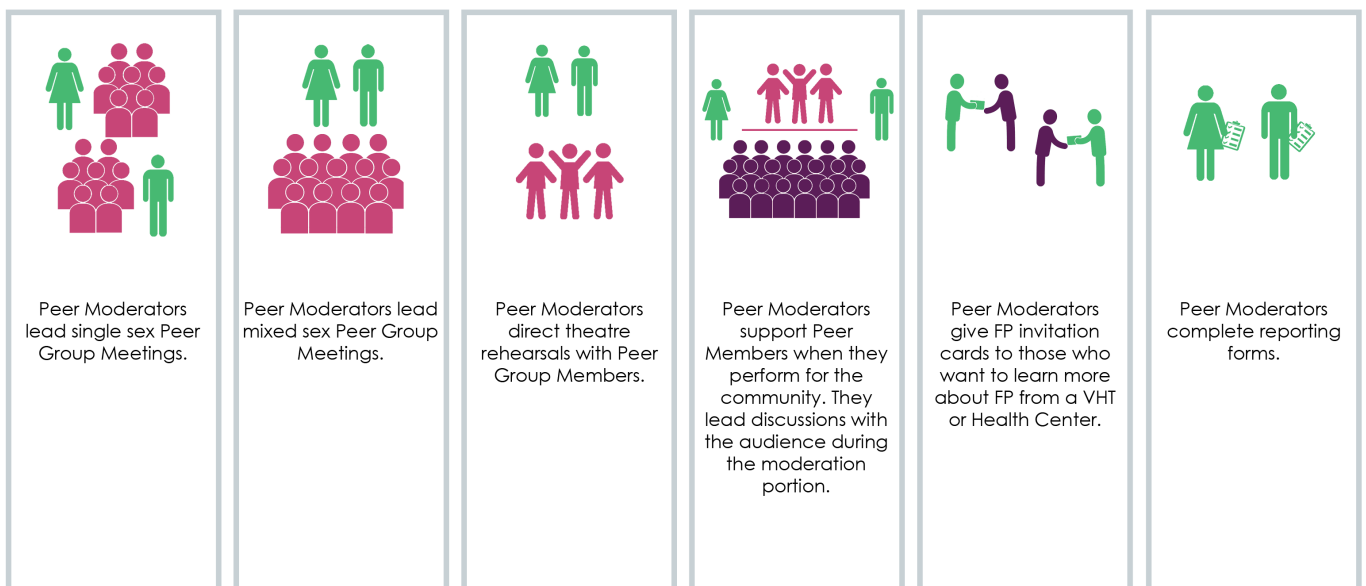 Peer Moderators
lead single sex Peer
Group Meetings.
Peer Moderators lead
mixed sex Peer Group
Meetings.
Peer Moderators
direct theatre
rehearsals with Peer
Group Members.
Peer Moderators
support Peer
Members when they
perform for the
community. They
lead discussions with
the audience during
the moderation
portion.
Peer Moderators
give FP invitation
cards to those who
want to learn more
about FP from a VHT
or Health Center.
Peer Moderators
complete reporting
forms.